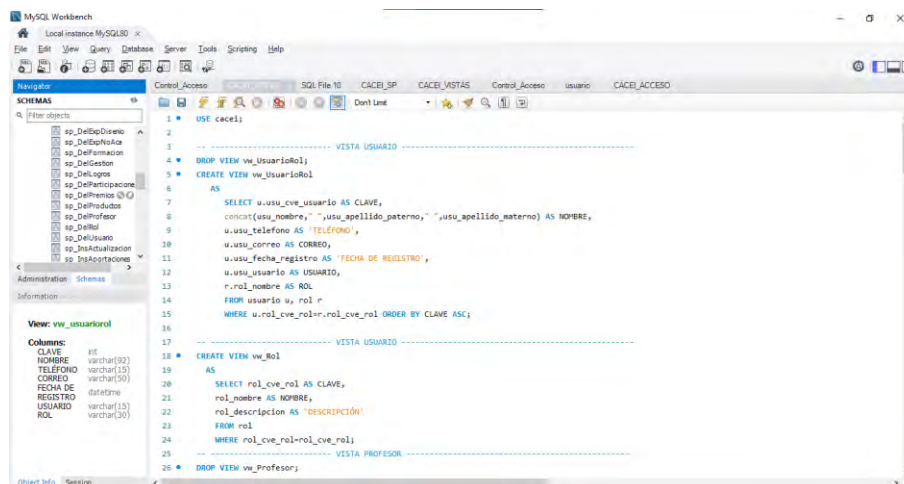 MySQL Workbench
Local instance MySQL80
File Edit View Query Database Server Tools Scripting Help
Navigator
SCHEMAS
Filter objects
sp_DelExpDisenio
sp_DelExpNoAca
sp_DelFormacion
sp_DelGestion
sp_DelLogros
sp_DelParticipacione
sp_DelPremios
sp_DelProductos
sp_DelProfesor
sp_DelRol
sp_DelUsuario
sp_InsActualizacion
sp_InsAportaciones
Administration Schemas
Information
View: vw_usuariorol
Columns:
CLAVE int
NOMBRE varchar(92)
TELÉFONO varchar(15)
CORREO varchar(50)
FECHA DE REGISTRO datetime
USUARIO varchar(15)
ROL varchar(30)
Object Info Session
Control_Acceso SQL File 10 CACEI_SP CACEI_VISTAS Control_Acceso usuario CACEI_ACCESO
Don't Limit
1 USE cacei;
2
3 -- ---------------------------- VISTA USUARIO ----------------------------------------------------
4 DROP VIEW vw_UsuarioRol;
5 CREATE VIEW vw_UsuarioRol
6 AS
7 SELECT u.usu_cve_usuario AS CLAVE,
8 concat(usu_nombre," ",usu_apellido_paterno," ",usu_apellido_materno) AS NOMBRE,
9 u.usu_telefono AS 'TELÉFONO',
10 u.usu_correo AS CORREO,
11 u.usu_fecha_registro AS 'FECHA DE REGISTRO',
12 u.usu_usuario AS USUARIO,
13 r.rol_nombre AS ROL
14 FROM usuario u, rol r
15 WHERE u.rol_cve_rol=r.rol_cve_rol ORDER BY CLAVE ASC;
16
17 -- ---------------------------- VISTA USUARIO ----------------------------------------------------
18 CREATE VIEW vw_Rol
19 AS
20 SELECT rol_cve_rol AS CLAVE,
21 rol_nombre AS NOMBRE,
22 rol_descripcion AS 'DESCRIPCIÓN'
23 FROM rol
24 WHERE rol_cve_rol=rol_cve_rol;
25 -- ---------------------------- VISTA PROFESOR ----------------------------------------------------
26 DROP VIEW vw_Profesor;